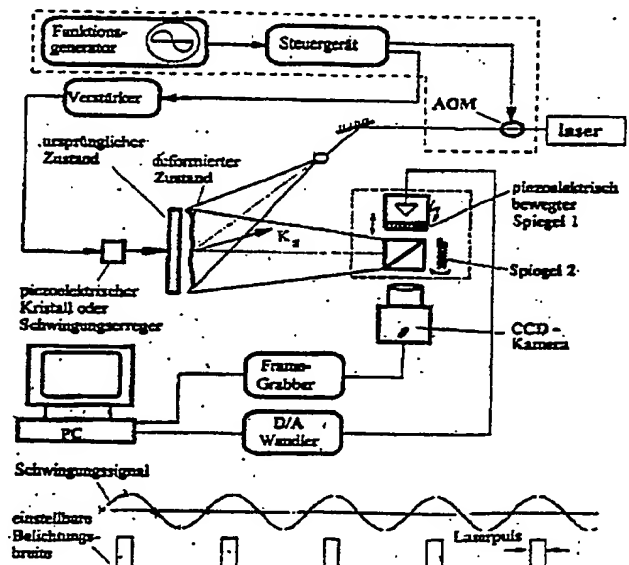 Funktions-
generator
Steuergerät
Verstärker
AOM
laser
ursprünglicher
Zustand
deformierter
Zustand
piezoelektrisch
bewegter
Spiegel 1
K
Spiegel 2
piezoelektrischer
Kristall oder
Schwingungserreger
CCD-
Kamera
Frame-
Grabber
PC
D/A
Wandler
Schwingungssignal
einstellbare
Belichtungs-
breite
Laserpuls